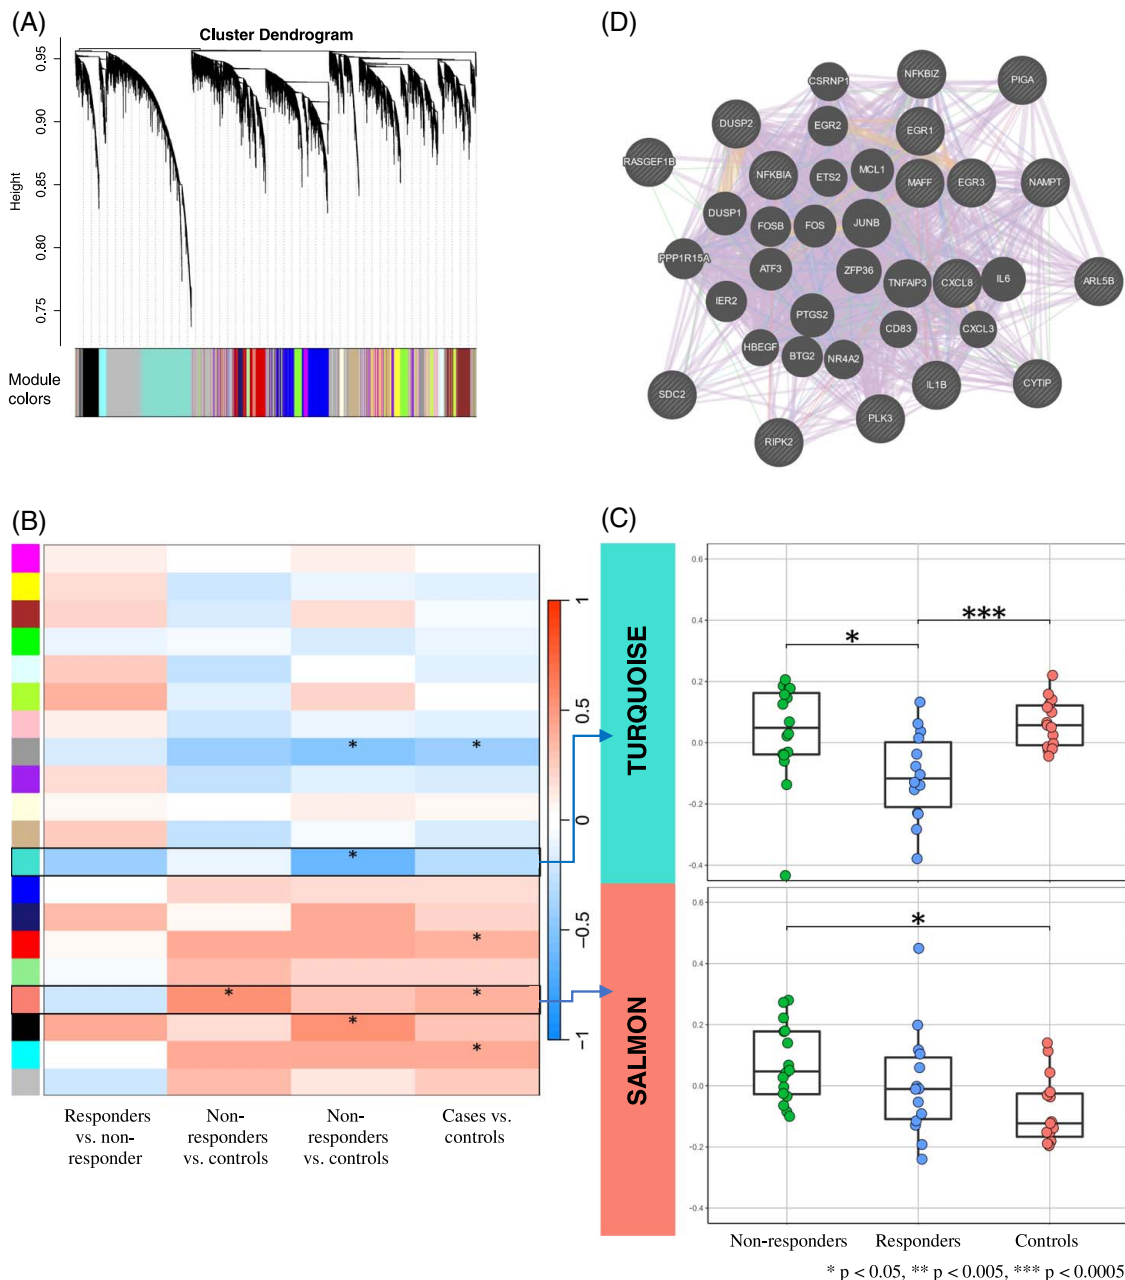 (A)
Cluster Dendrogram
Height
0.95
0.90
0.85
0.80
0.75
Module
colors
(D)
CSRNP1
NFKBIZ
PIGA
DUSP2
EGR2
EGR1
RASGEF1B
NFKBIA
ETS2
MCL1
MAFF
EGR3
NAMPT
DUSP1
FOSB
FOS
JUNB
PPP1R15A
ATF3
ZFP36
TNFAIP3
CXCL8
IL6
ARL5B
IER2
PTGS2
CD83
CXCL3
HBEGF
BTG2
NR4A2
SDC2
IL1B
CYTIP
PLK3
RIPK2
(B)
1
0.5
0
−0.5
−1
*
*
*
*
*
*
*
*
Responders
vs. non-
responder
Non-
responders
vs. controls
Non-
responders
vs. controls
Cases vs.
controls
(C)
TURQUOISE
SALMON
0.6
0.4
0.2
0.0
-0.2
-0.4
*
***
0.6
0.4
0.2
0.0
-0.2
-0.4
*
Non-responders
Responders
Controls
* p < 0.05, ** p < 0.005, *** p < 0.0005